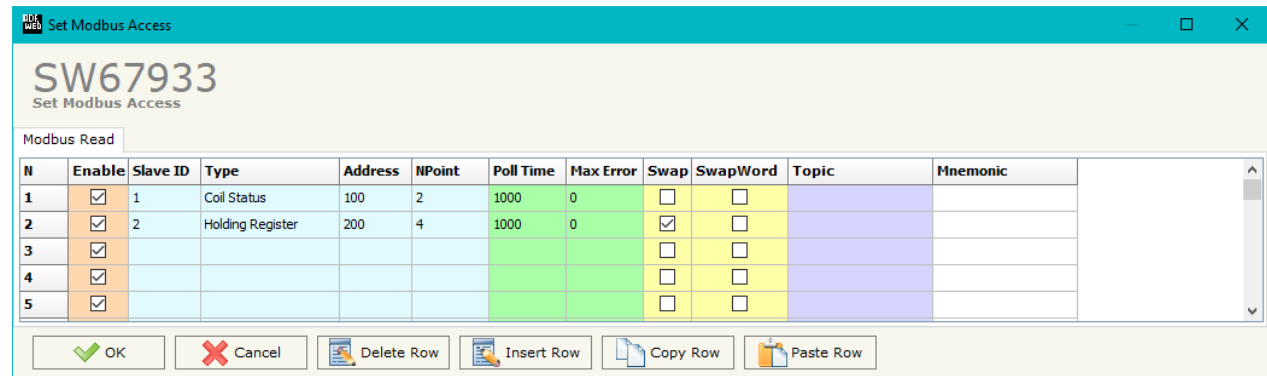 ADF WEB Set Modbus Access
SW67933
Set Modbus Access
Modbus Read
N Enable Slave ID Type Address NPoint Poll Time Max Error Swap SwapWord Topic Mnemonic
1 1 Coil Status 100 2 1000 0
2 2 Holding Register 200 4 1000 0
3
4
5
OK Cancel Delete Row Insert Row Copy Row Paste Row